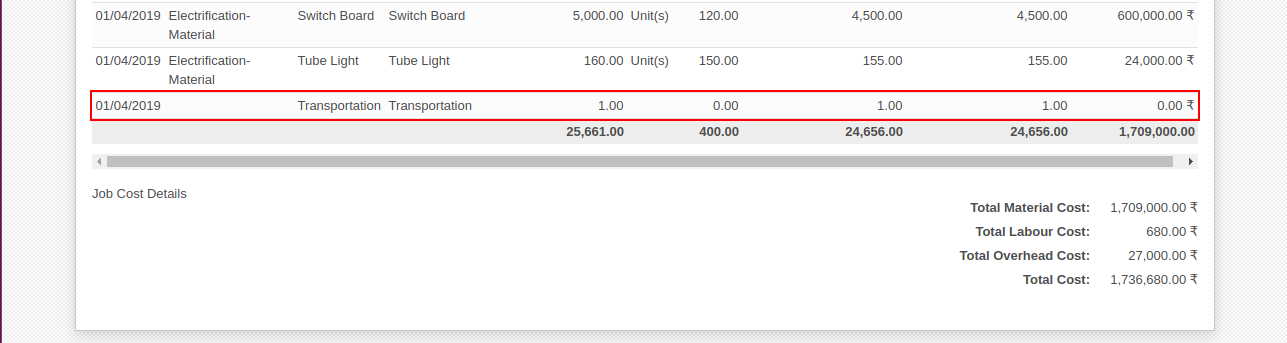 01/04/2019 Electrification- Switch Board Switch Board 5,000.00 Unit(s) 120.00 4,500.00 4,500.00 600,000.00 ₹
Material
01/04/2019 Electrification- Tube Light Tube Light 160.00 Unit(s) 150.00 155.00 155.00 24,000.00 ₹
Material
01/04/2019 Transportation Transportation 1.00 0.00 1.00 1.00 0.00 ₹
25,661.00 400.00 24,656.00 24,656.00 1,709,000.00
Job Cost Details
Total Material Cost: 1,709,000.00 ₹
Total Labour Cost: 680.00 ₹
Total Overhead Cost: 27,000.00 ₹
Total Cost: 1,736,680.00 ₹